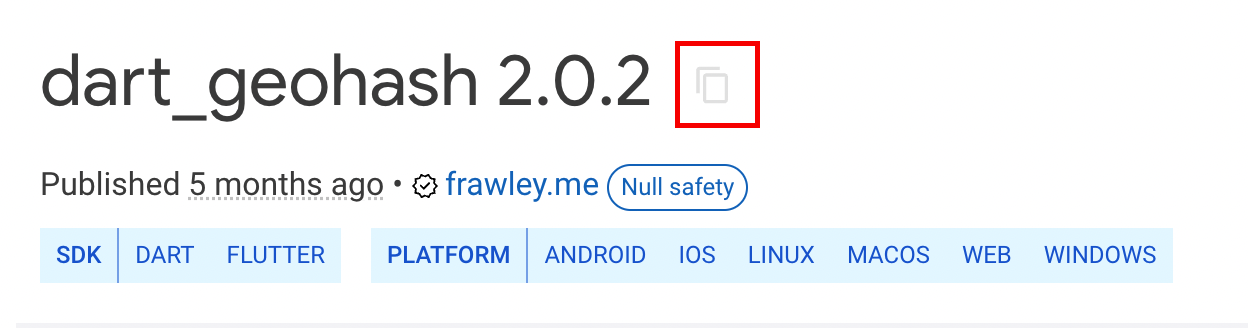 dart_geohash 2.0.2
Published 5 months ago • frawley.me Null safety
SDK DART FLUTTER PLATFORM ANDROID IOS LINUX MACOS WEB WINDOWS